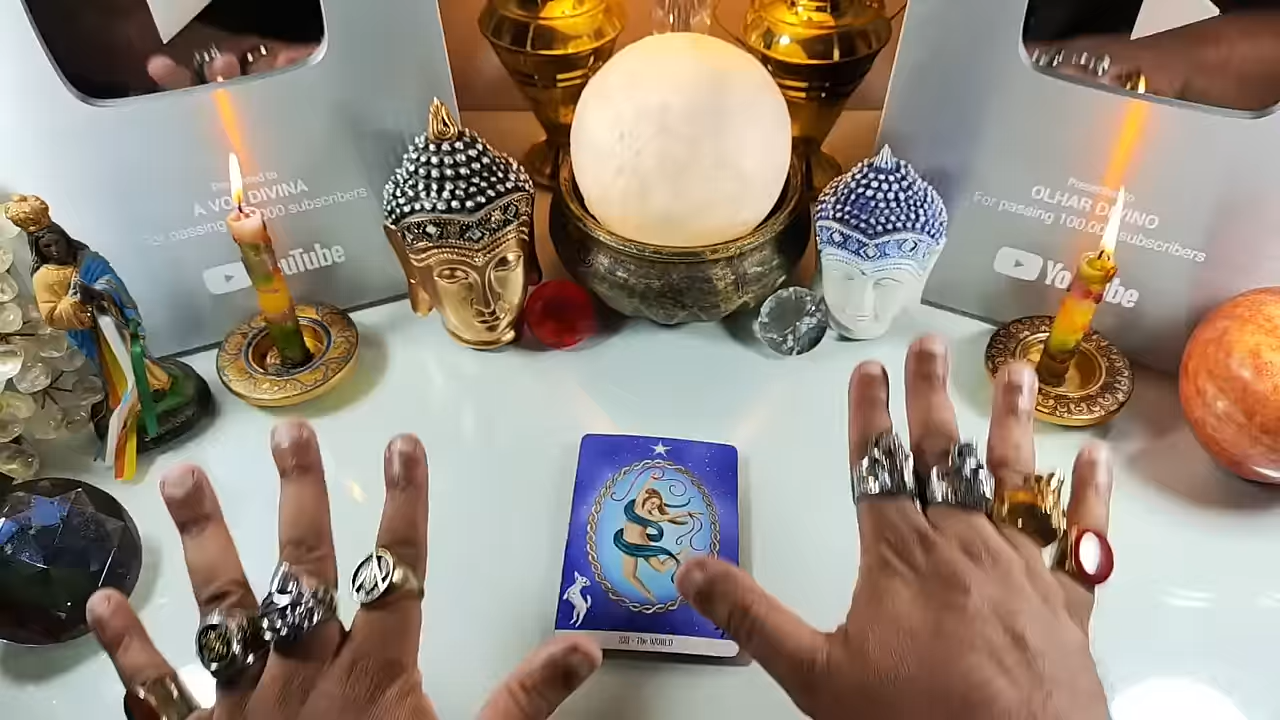 Presented to
A VOZ DIVINA
For passing 100,000 subscribers
YouTube
Presented to
OLHAR DIVINO
For passing 100,000 subscribers
YouTube
XXI - The WORLD